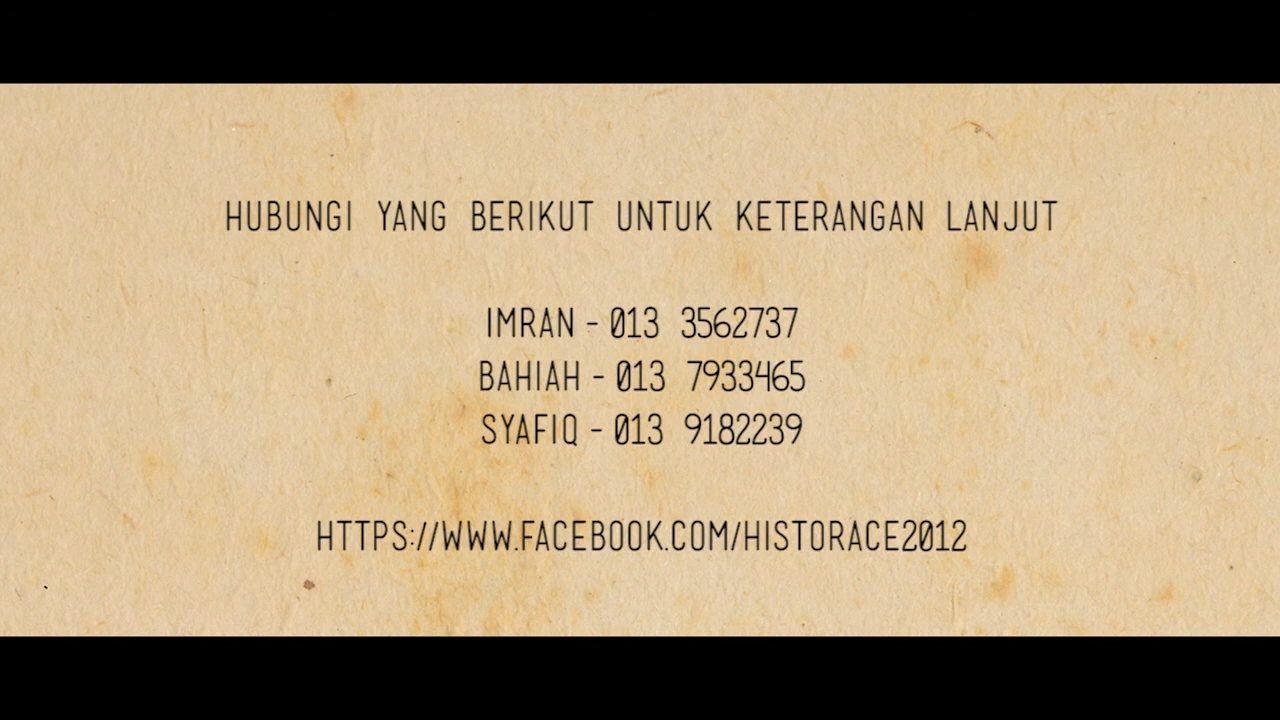 HUBUNGI YANG BERIKUT UNTUK KETERANGAN LANJUT
IMRAN - 013 3562737
BAHIAH - 013 7933465
SYAFIQ - 013 9182239
HTTPS://WWW.FACEBOOK.COM/HISTORACE2012